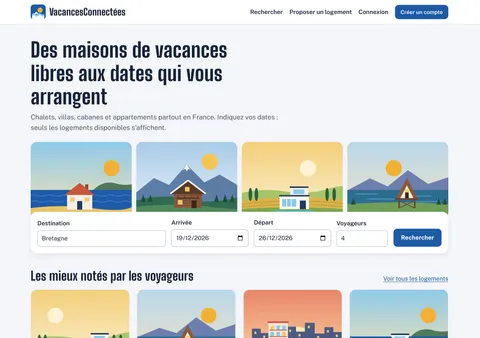 VacancesConnectées
Rechercher Proposer un logement Connexion Créer un compte
Des maisons de vacances
libres aux dates qui vous
arrangent
Chalets, villas, cabanes et appartements partout en France. Indiquez vos dates :
seuls les logements disponibles s'affichent.
Destination Arrivée Départ Voyageurs
Bretagne 19/12/2026 26/12/2026 4 Rechercher
Les mieux notés par les voyageurs
Voir tous les logements